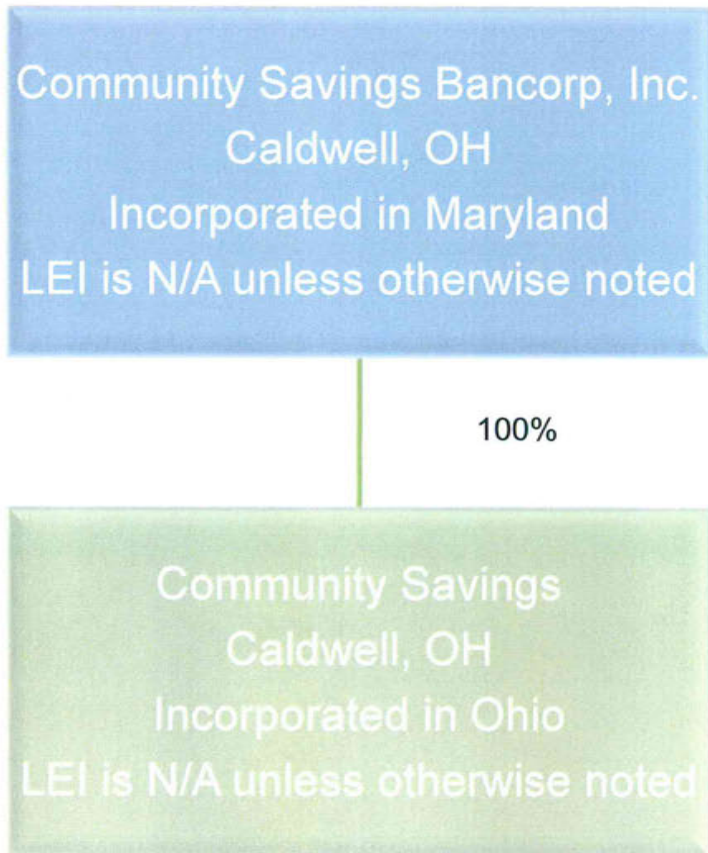 Community Savings Bancorp, Inc.
Caldwell, OH
Incorporated in Maryland
LEI is N/A unless otherwise noted
100%
Community Savings
Caldwell, OH
Incorporated in Ohio
LEI is N/A unless otherwise noted